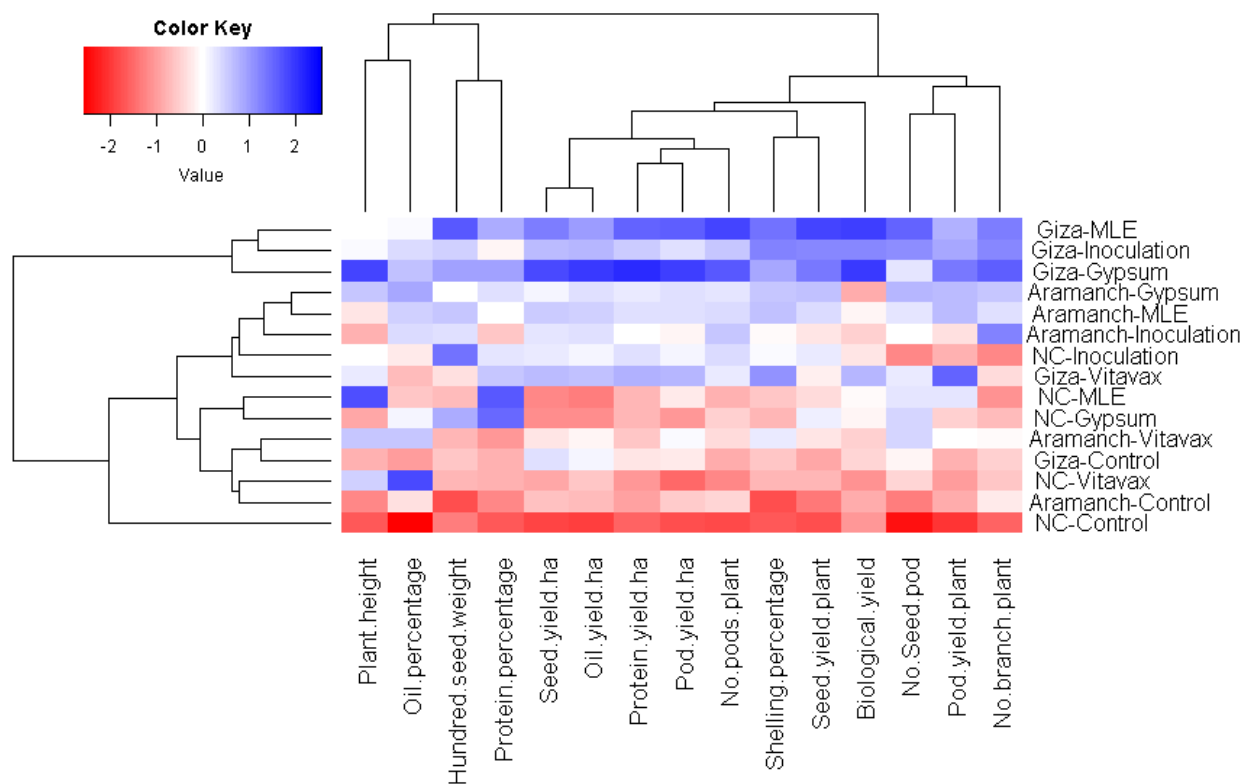 Color Key
-2 -1 0 1 2
Value
Giza-MLE
Giza-Inoculation
Giza-Gypsum
Aramanch-Gypsum
Aramanch-MLE
Aramanch-Inoculation
NC-Inoculation
Giza-Vitavax
NC-MLE
NC-Gypsum
Aramanch-Vitavax
Giza-Control
NC-Vitavax
Aramanch-Control
NC-Control
Plant.height
Oil.percentage
Hundred.seed.weight
Protein.percentage
Seed.yield.ha
Oil.yield.ha
Protein.yield.ha
Pod.yield.ha
No.pods.plant
Shelling.percentage
Seed.yield.plant
Biological.yield
No.Seed.pod
Pod.yield.plant
No.branch.plant